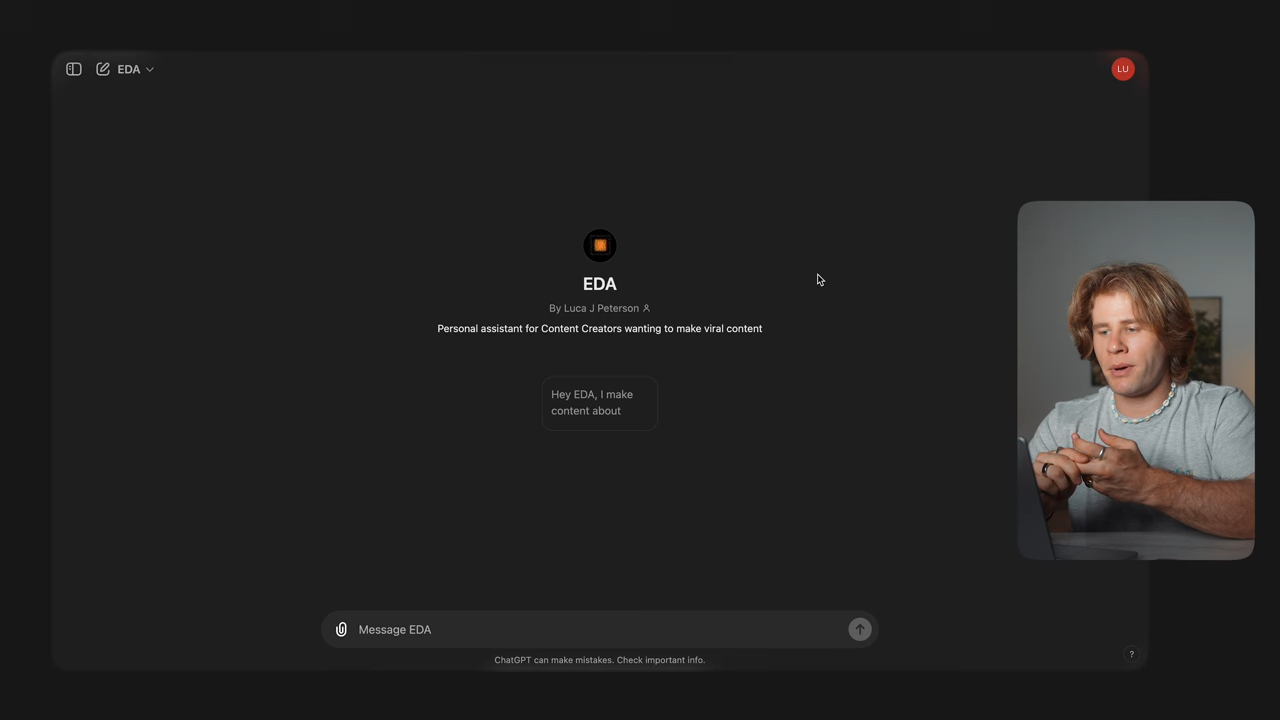 EDA
LU
EDA
By Luca J Peterson
Personal assistant for Content Creators wanting to make viral content
Hey EDA, I make
content about
Message EDA
ChatGPT can make mistakes. Check important info.
?